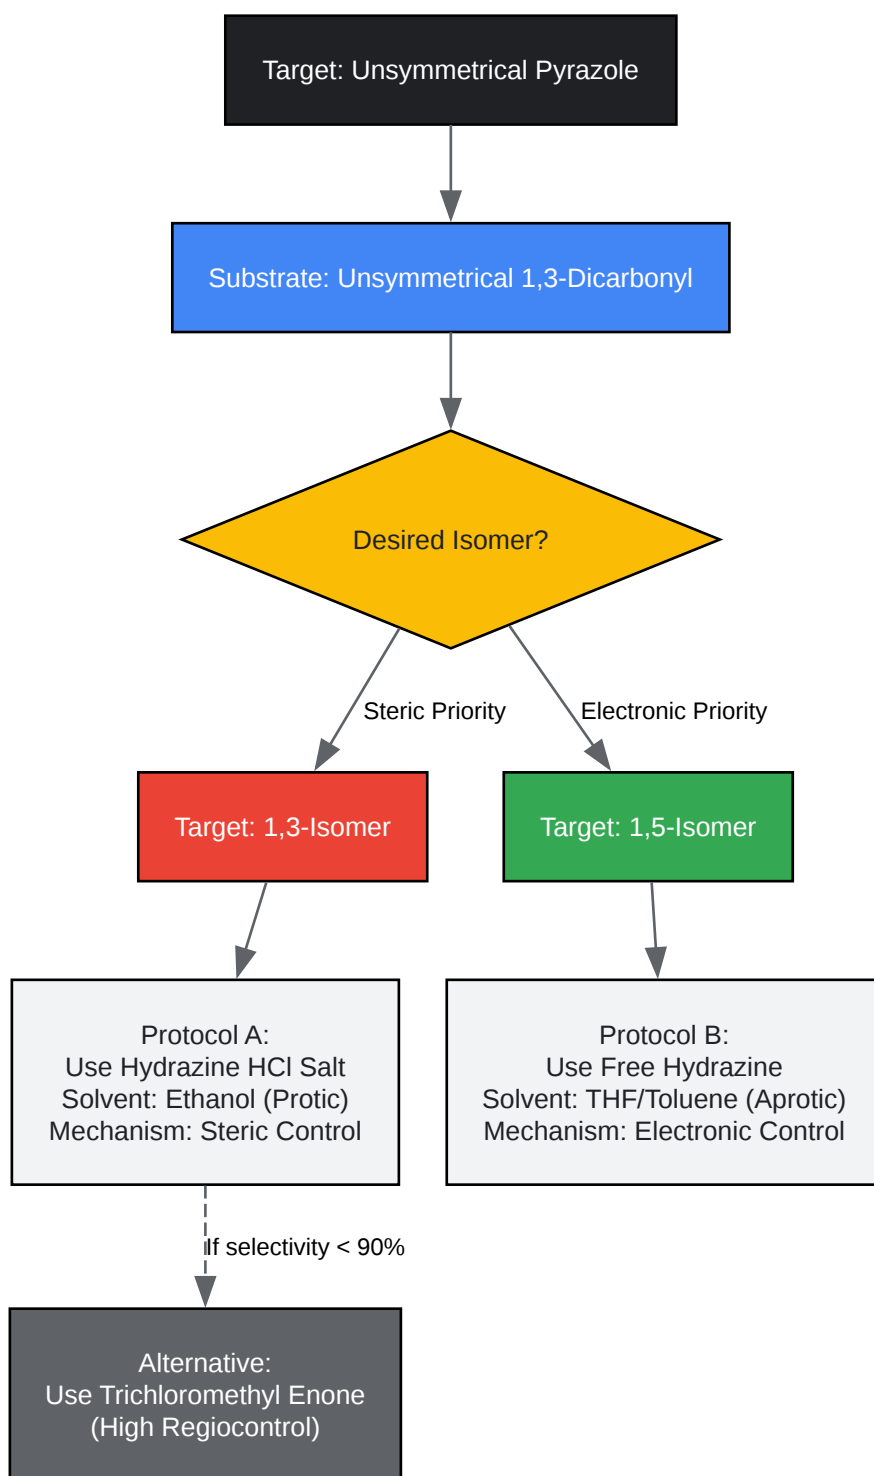 Target: Unsymmetrical Pyrazole
Substrate: Unsymmetrical 1,3-Dicarbonyl
Desired Isomer?
Steric Priority
Electronic Priority
Target: 1,3-Isomer
Target: 1,5-Isomer
Protocol A:
Use Hydrazine HCl Salt
Solvent: Ethanol (Protic)
Mechanism: Steric Control
Protocol B:
Use Free Hydrazine
Solvent: THF/Toluene (Aprotic)
Mechanism: Electronic Control
If selectivity < 90%
Alternative:
Use Trichloromethyl Enone
(High Regiocontrol)